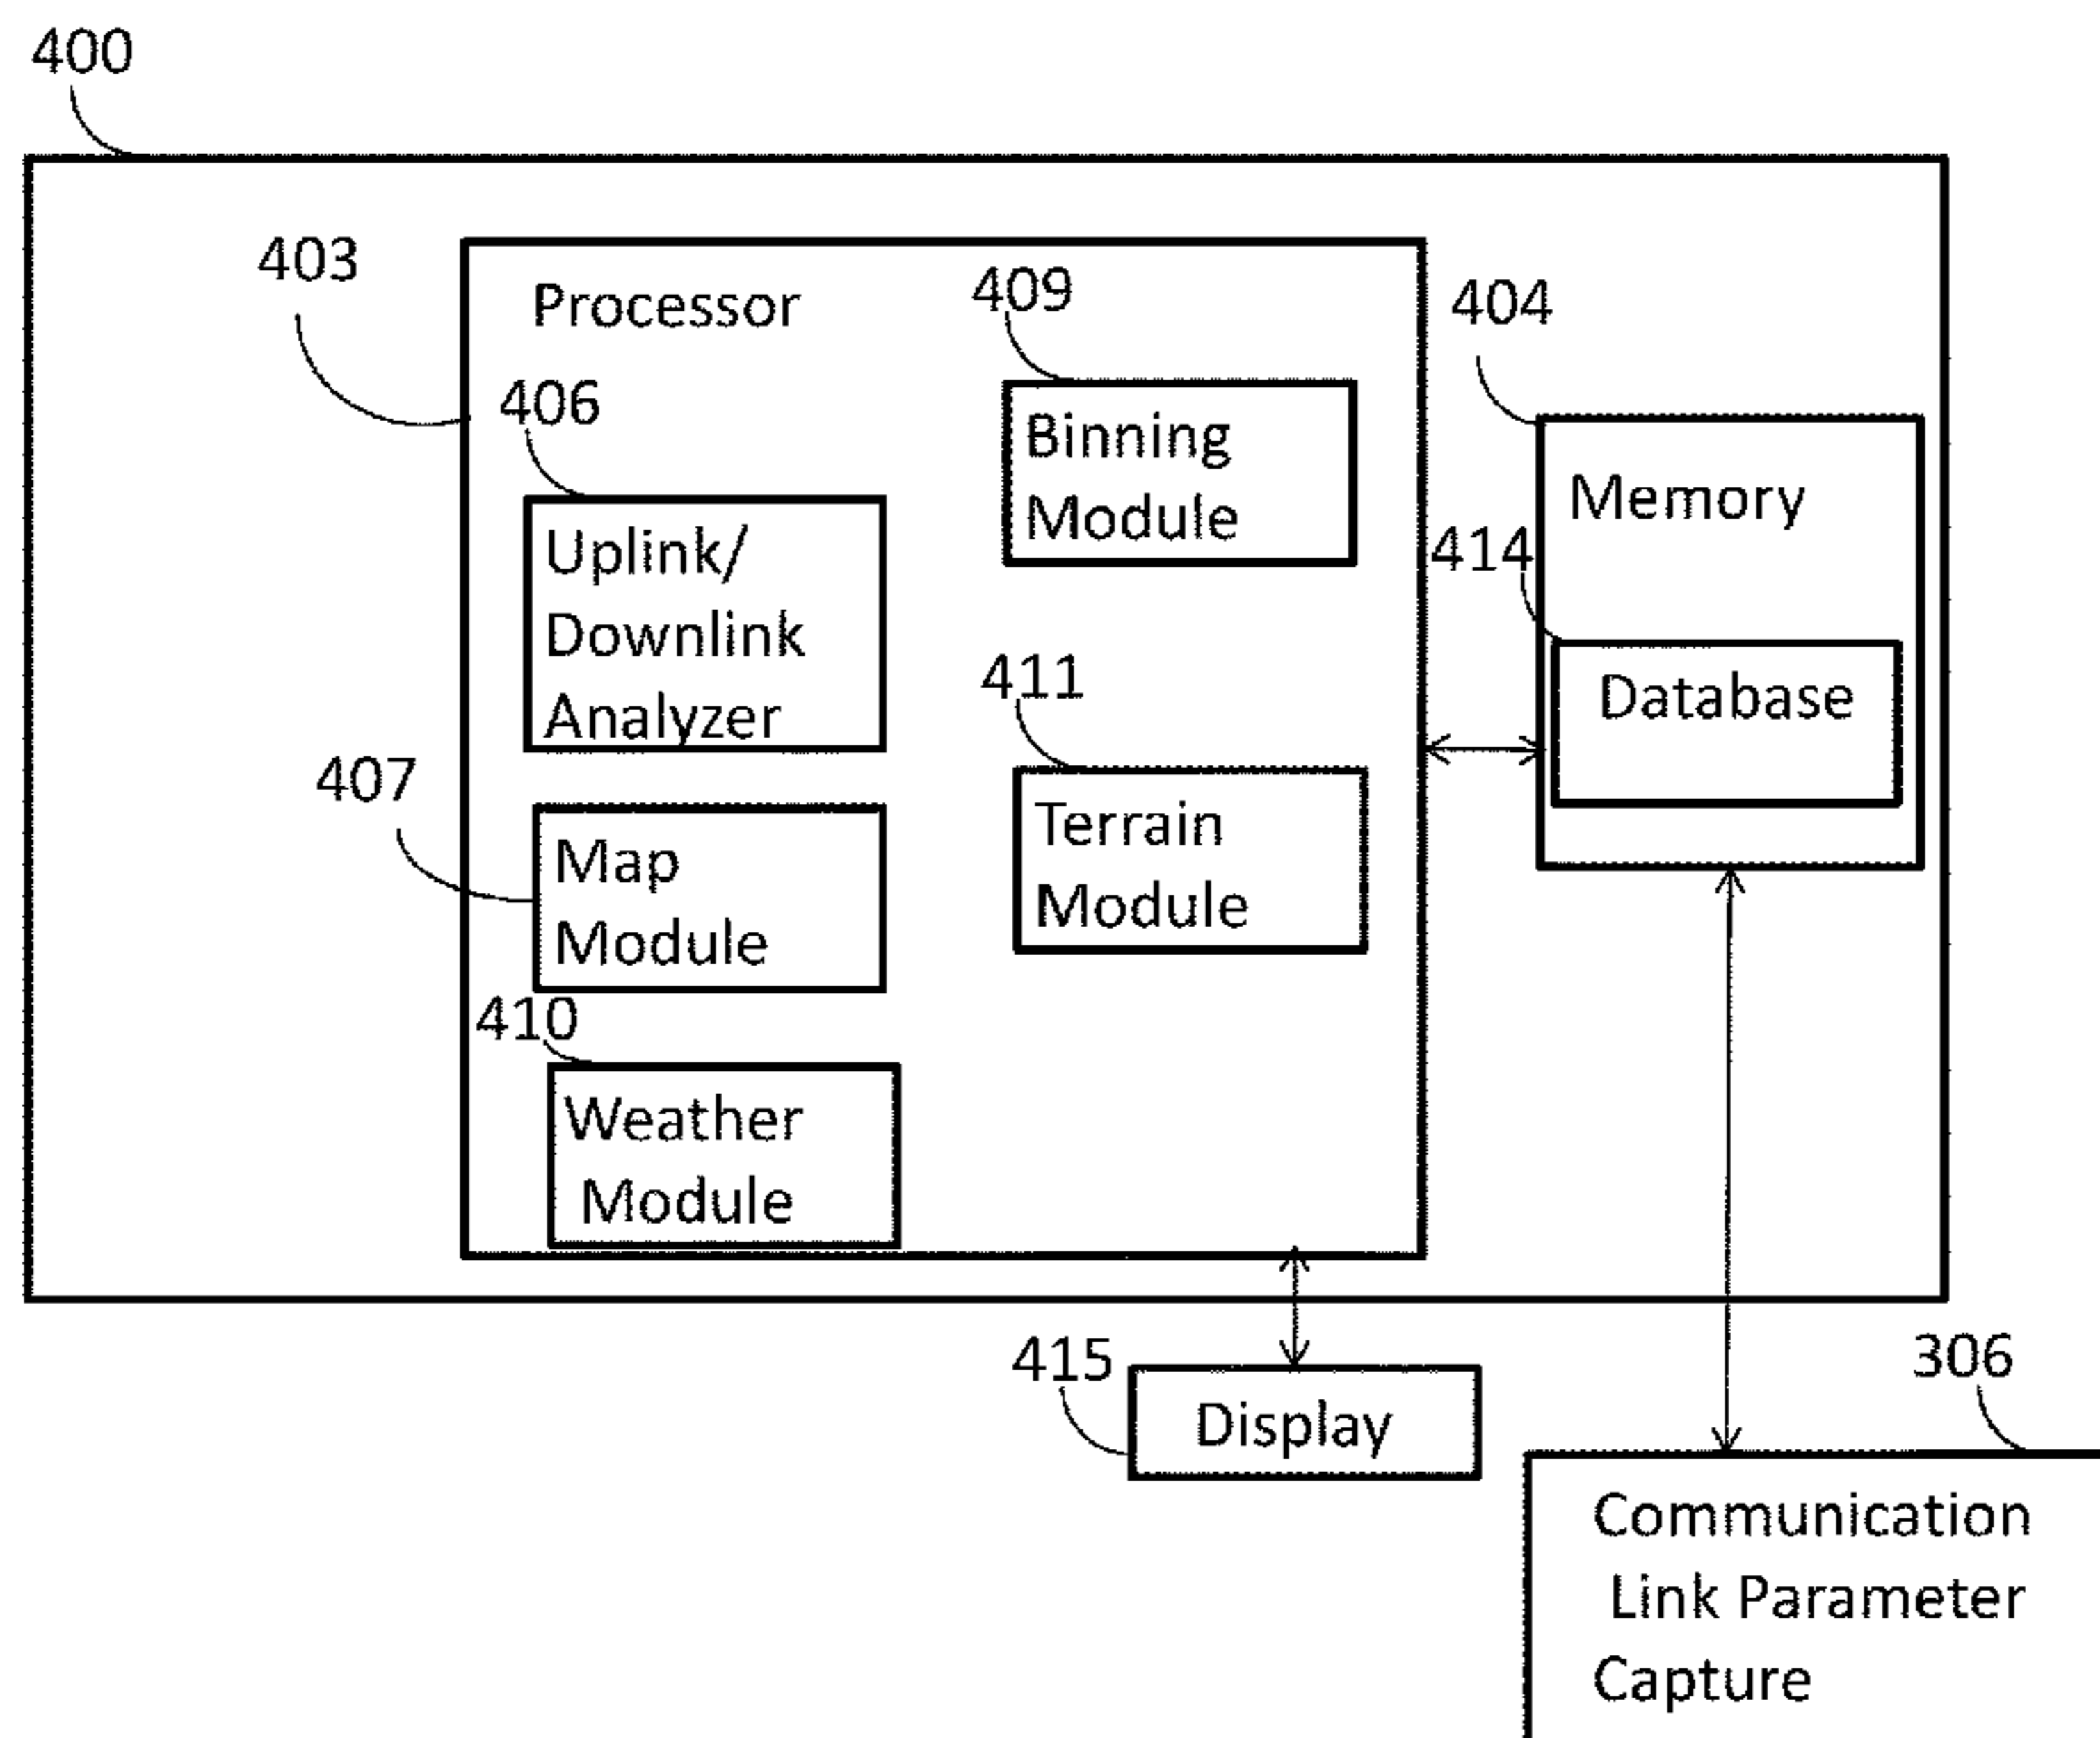 400
403
Processor
409
404
406
Binning
Module
Memory
414
Uplink/
Downlink
Analyzer
Database
411
407
Terrain
Module
Map
Module
410
Weather
Module
415
Display
306
Communication
Link Parameter
Capture